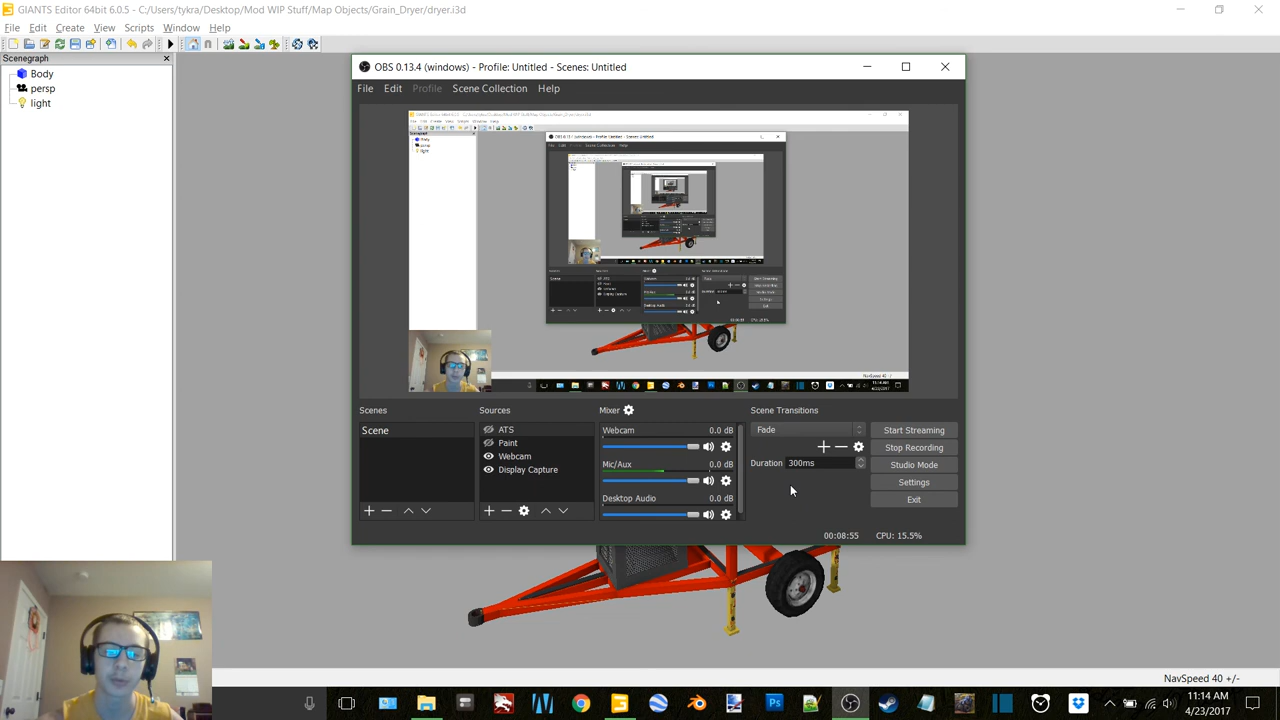 GIANTS Editor 64bit 6.0.5 - C:/Users/tykra/Desktop/Mod WIP Stuff/Map Objects/Grain_Dryer/dryer.i3d
File Edit Create View Scripts Window Help
Scenegraph
Body
persp
light
OBS 0.13.4 (windows) - Profile: Untitled - Scenes: Untitled
File Edit Profile Scene Collection Help
Scenes
Scene
Sources
ATS
Paint
Webcam
Display Capture
Mixer
Webcam 0.0 dB
Mic/Aux 0.0 dB
Desktop Audio 0.0 dB
Scene Transitions
Fade
Duration 300ms
Start Streaming
Stop Recording
Studio Mode
Settings
Exit
00:08:55 CPU: 15.5%
NavSpeed 40 +/-
11:14 AM
4/23/2017